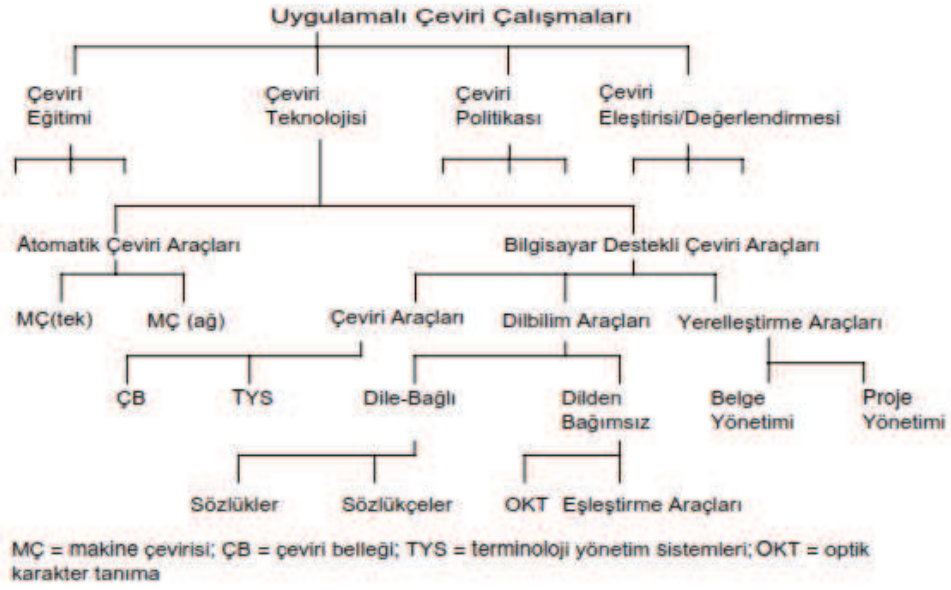 Uygulamalı Çeviri Çalışmaları
Çeviri Eğitimi
Çeviri Teknolojisi
Çeviri Politikası
Çeviri Eleştirisi/Değerlendirmesi
Atomatik Çeviri Araçları
Bilgisayar Destekli Çeviri Araçları
MÇ(tek)
MÇ (ağ)
Çeviri Araçları
Dilbilim Araçları
Yerelleştirme Araçları
ÇB
TYS
Dile-Bağlı
Dilden Bağımsız
Belge Yönetimi
Proje Yönetimi
Sözlükler
Sözlükçeler
OKT
Eşleştirme Araçları
MÇ = makine çevirisi; ÇB = çeviri belleği; TYS = terminoloji yönetim sistemleri; OKT = optik
karakter tanıma